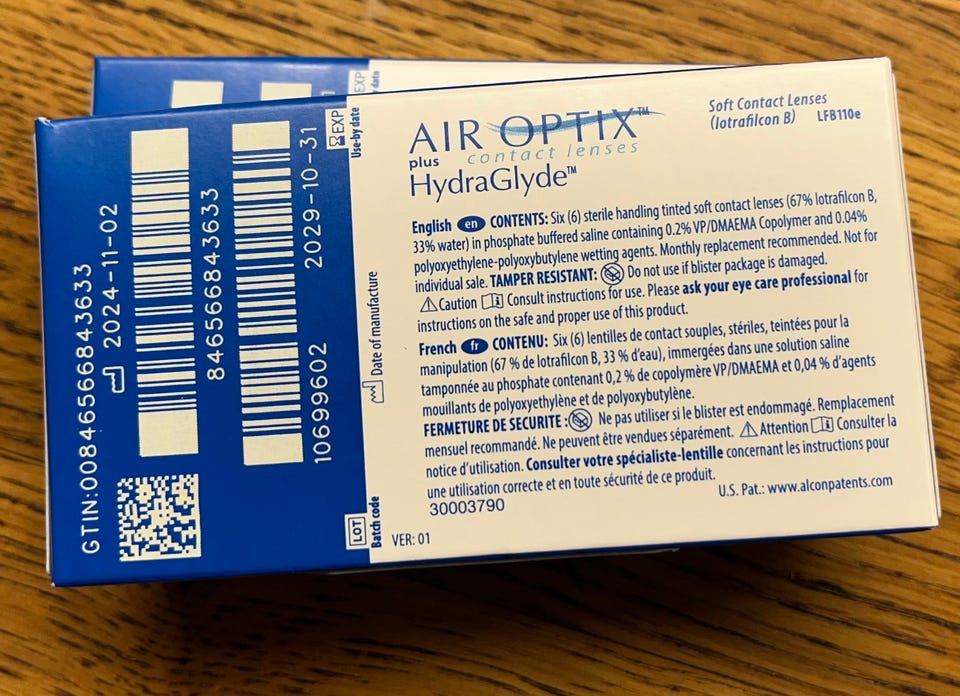 GTIN:00846566843633
2024-11-02
846566843633
2029-10-31
10699602
EXP
Use-by date
Date of manufacture
LOT
Batch code
EXP
AIR OPTIX™
plus contact lenses
HydraGlyde™
Soft Contact Lenses
(lotrafilcon B) LFB110e
English en CONTENTS: Six (6) sterile handling tinted soft contact lenses (67% lotrafilcon B,
33% water) in phosphate buffered saline containing 0.2% VP/DMAEMA Copolymer and 0.04%
polyoxyethylene-polyoxybutylene wetting agents. Monthly replacement recommended. Not for
individual sale. TAMPER RESISTANT: Do not use if blister package is damaged.
Caution Consult instructions for use. Please ask your eye care professional for
instructions on the safe and proper use of this product.
French fr CONTENU: Six (6) lentilles de contact souples, stériles, teintées pour la
manipulation (67 % de lotrafilcon B, 33 % d'eau), immergées dans une solution saline
tamponnée au phosphate contenant 0,2 % de copolymère VP/DMAEMA et 0,04 % d'agents
mouillants de polyoxyethylène et de polyoxybutylène.
FERMETURE DE SECURITE : Ne pas utiliser si le blister est endommagé. Remplacement
mensuel recommandé. Ne peuvent être vendues séparément. Attention Consulter la
notice d'utilisation. Consulter votre spécialiste-lentille concernant les instructions pour
une utilisation correcte et en toute sécurité de ce produit.
30003790
U.S. Pat.: www.alconpatents.com
VER: 01